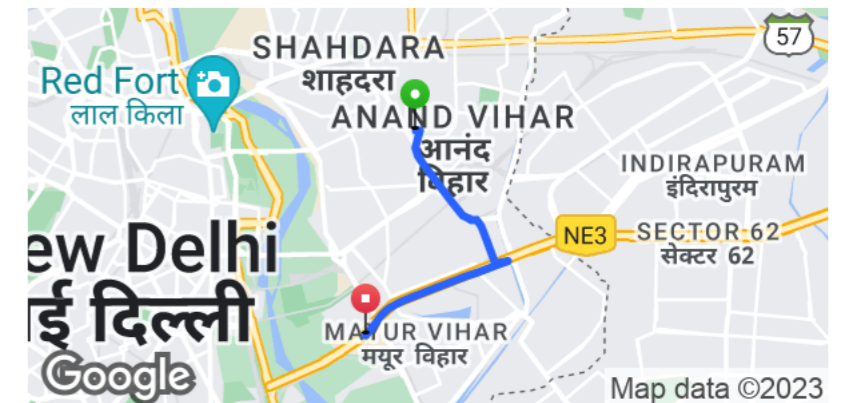 57
SHAHDARA
शाहदरा
Red Fort
लाल किला
ANAND VIHAR
आनंद
विहार
INDIRAPURAM
इंदिरापुरम
NE3
SECTOR 62
सेक्टर 62
ew Delhi
ई दिल्ली
MAYUR VIHAR
मयूर विहार
Google
Map data ©2023